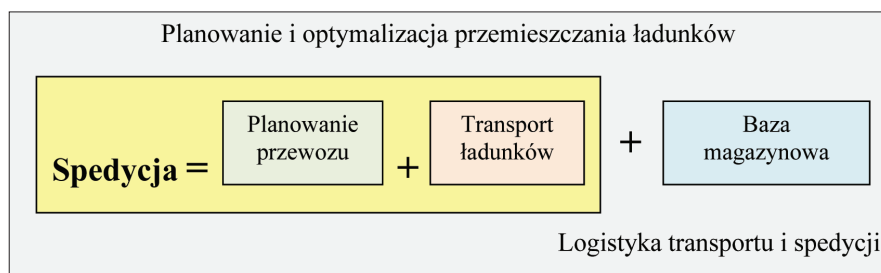 Planowanie i optymalizacja przemieszczania ładunków
Spedycja =
Planowanie
przewozu
+
Transport
ładunków
+
Baza
magazynowa
Logistyka transportu i spedycji